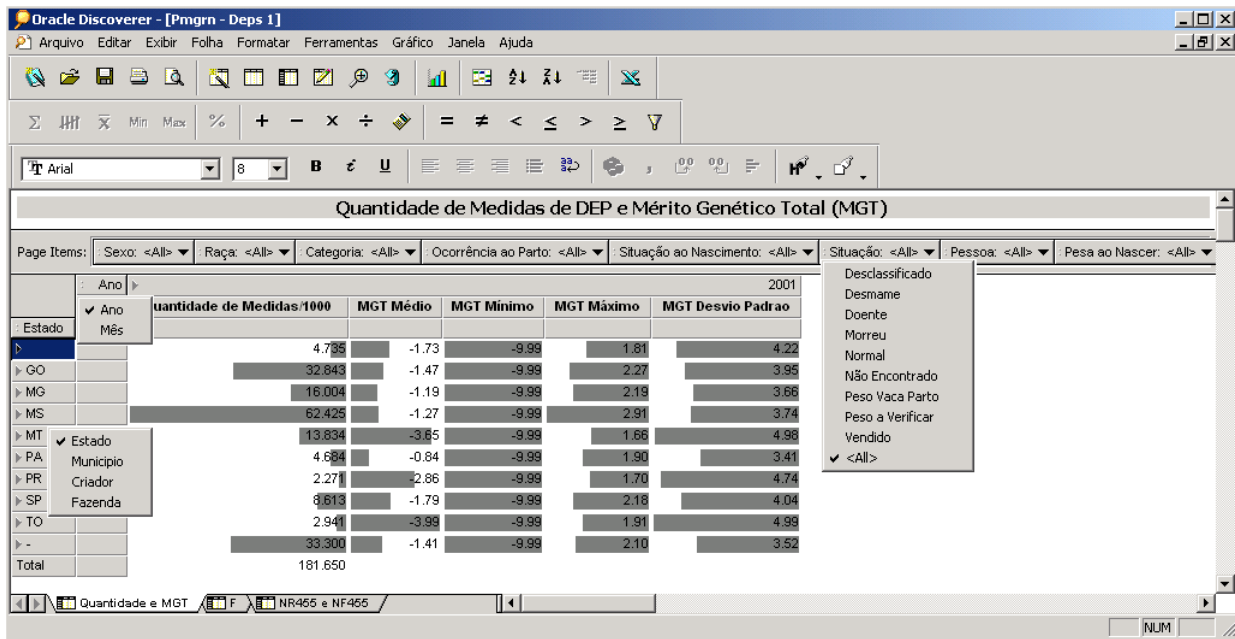 Oracle Discoverer - [Pmgrn - Deps 1]
Arquivo Editar Exibir Folha Formatar Ferramentas Gráfico Janela Ajuda
Σ x Min Max % + − × ÷ = ≠ < ≤ > ≥
Arial 8 B i U
Quantidade de Medidas de DEP e Mérito Genético Total (MGT)
Page Items: Sexo: <All> Raça: <All> Categoria: <All> Ocorrência ao Parto: <All> Situação ao Nascimento: <All> Situação: <All> Pessoa: <All> Pesa ao Nascer: <All>
Desclassificado
Desmame
Doente
Morreu
Normal
Não Encontrado
Peso Vaca Parto
Peso a Verificar
Vendido
<All>
Ano 2001
Ano
Mês
uantidade de Medidas/1000 MGT Médio MGT Mínimo MGT Máximo MGT Desvio Padrao
Estado
4.735 -1.73 -9.99 1.81 4.22
GO 32.843 -1.47 -9.99 2.27 3.95
MG 16.004 -1.19 -9.99 2.19 3.66
MS 62.425 -1.27 -9.99 2.91 3.74
MT 13.834 -3.65 -9.99 1.66 4.98
PA 4.684 -0.84 -9.99 1.90 3.41
PR 2.271 -2.86 -9.99 1.70 4.74
SP 8.613 -1.79 -9.99 2.18 4.04
TO 2.941 -3.99 -9.99 1.91 4.99
- 33.300 -1.41 -9.99 2.10 3.52
Total 181.650
Estado
Municipio
Criador
Fazenda
Quantidade e MGT F NR455 e NF455
NUM